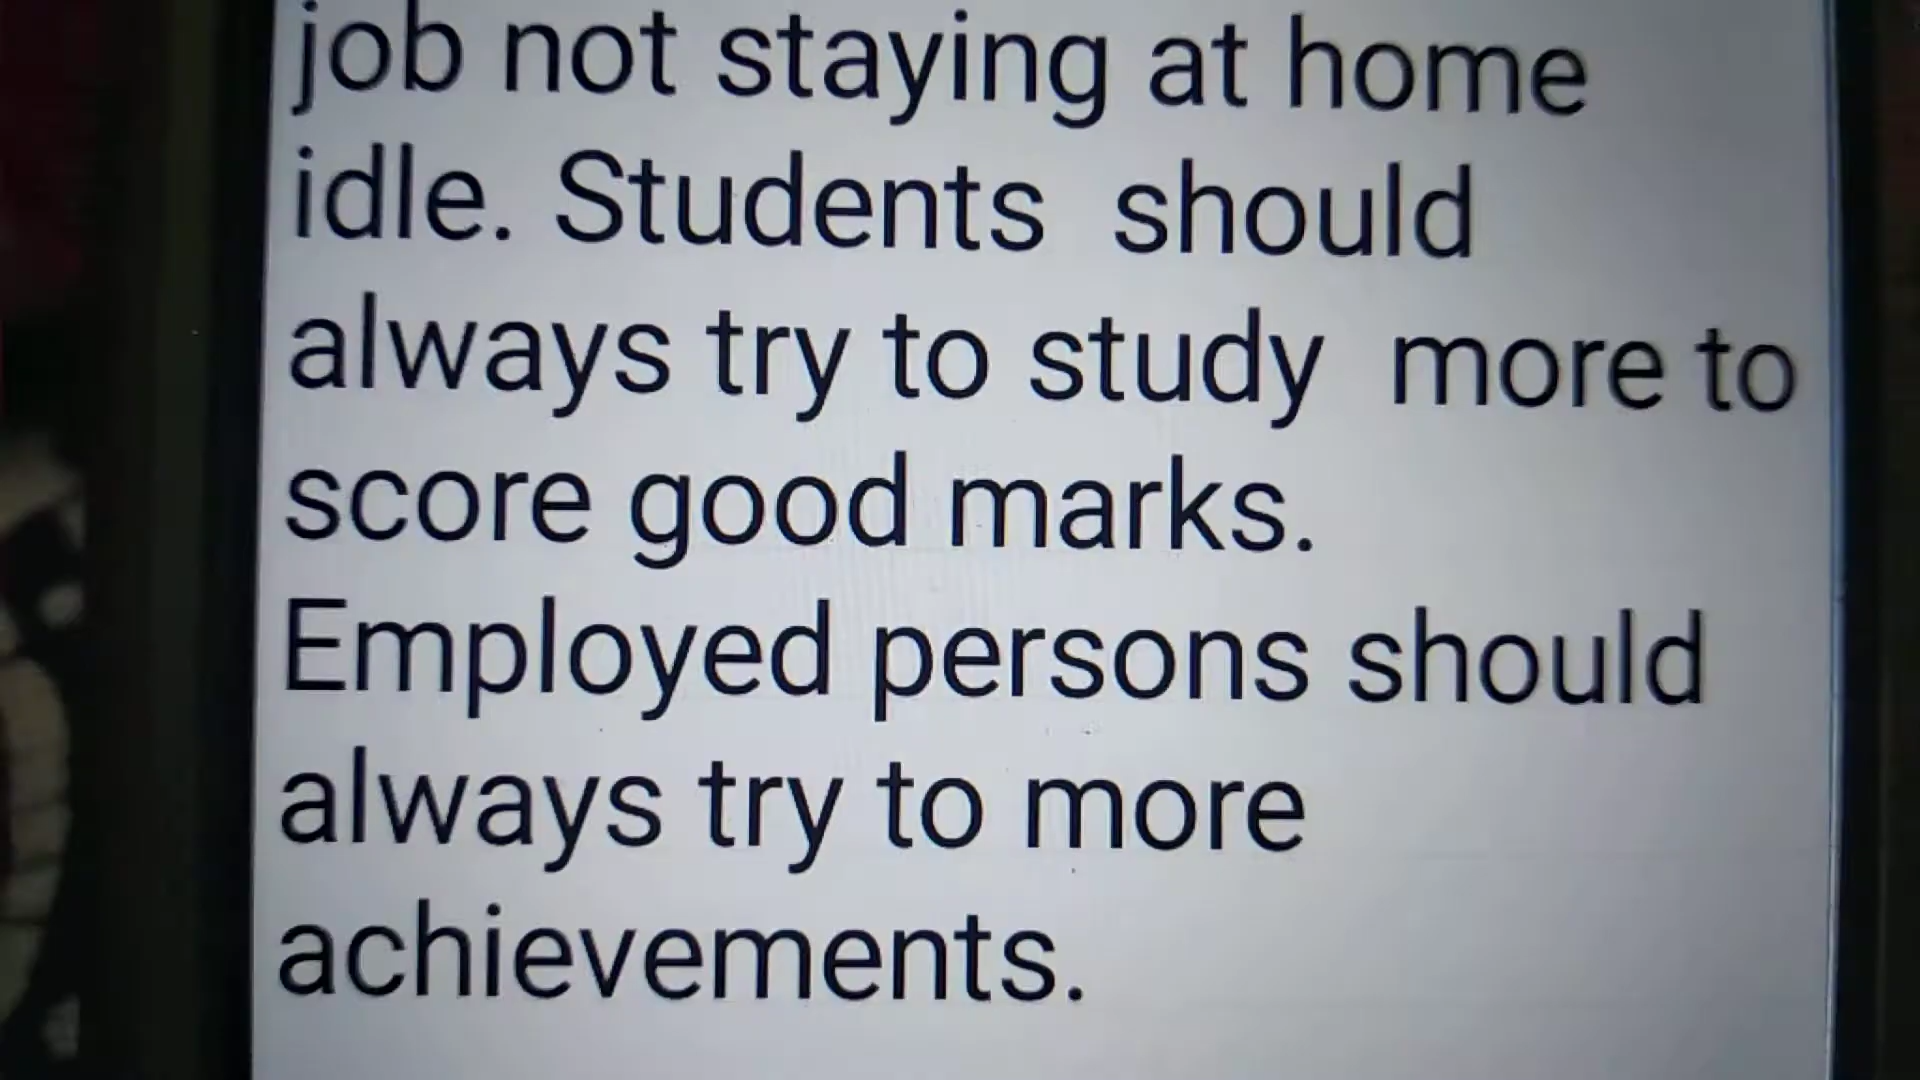 job not staying at home
idle. Students  should
always try to study  more to
score good marks.
Employed persons should
always try to more
achievements.